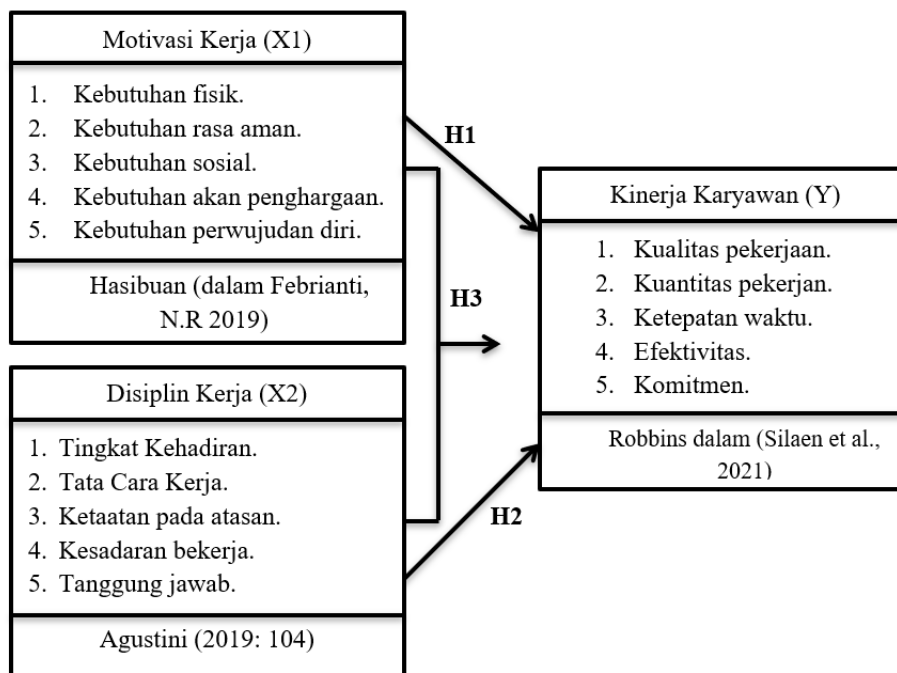 Motivasi Kerja (X1)
1. Kebutuhan fisik.
2. Kebutuhan rasa aman.
3. Kebutuhan sosial.
4. Kebutuhan akan penghargaan.
5. Kebutuhan perwujudan diri.
Hasibuan (dalam Febrianti,
N.R 2019)
Disiplin Kerja (X2)
1. Tingkat Kehadiran.
2. Tata Cara Kerja.
3. Ketaatan pada atasan.
4. Kesadaran bekerja.
5. Tanggung jawab.
Agustini (2019: 104)
H1
H3
H2
Kinerja Karyawan (Y)
1. Kualitas pekerjaan.
2. Kuantitas pekerjan.
3. Ketepatan waktu.
4. Efektivitas.
5. Komitmen.
Robbins dalam (Silaen et al.,
2021)